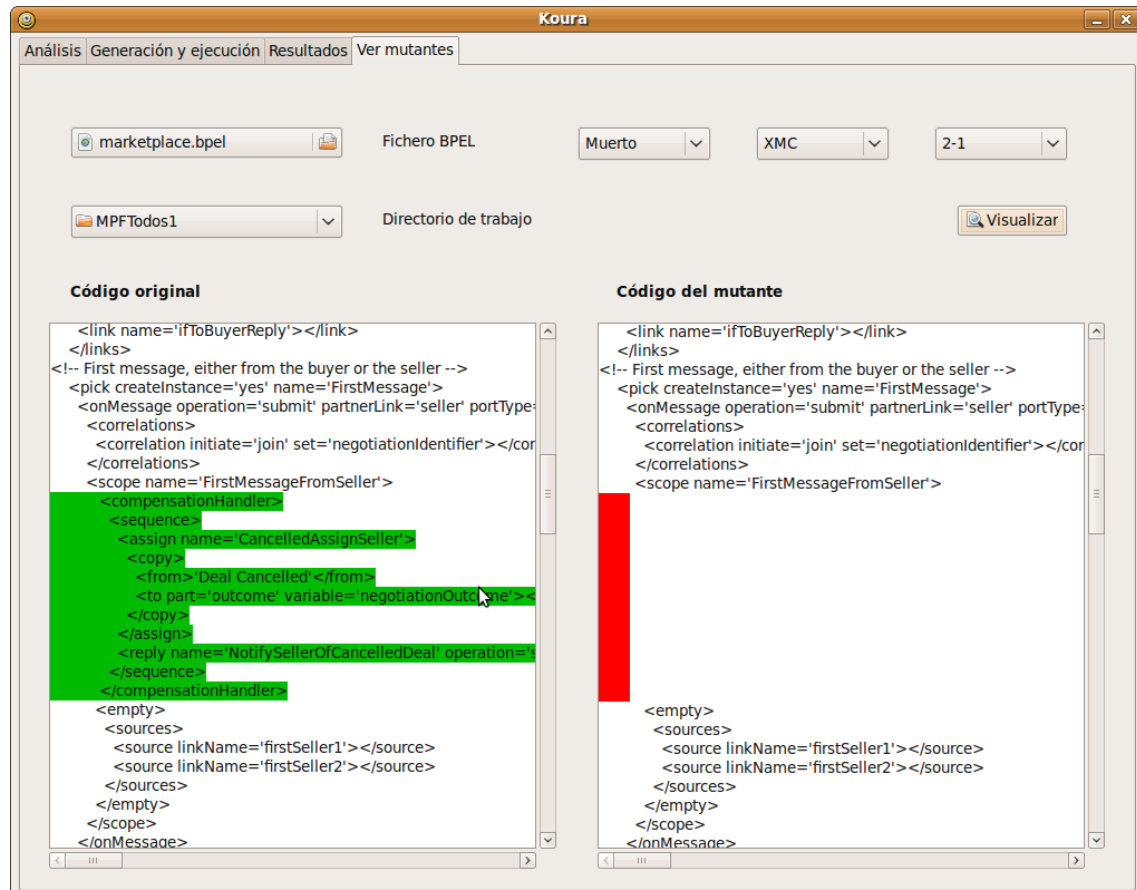 Koura
Análisis Generación y ejecución Resultados Ver mutantes
marketplace.bpel Fichero BPEL Muerto XMC 2-1
MPFTodos1 Directorio de trabajo Visualizar
Código original
<link name='ifToBuyerReply'></link>
</links>
<!-- First message, either from the buyer or the seller -->
<pick createInstance='yes' name='FirstMessage'>
<onMessage operation='submit' partnerLink='seller' portType=
<correlations>
<correlation initiate='join' set='negotiationIdentifier'></cor
</correlations>
<scope name='FirstMessageFromSeller'>
<compensationHandler>
<sequence>
<assign name='CancelledAssignSeller'>
<copy>
<from>'Deal Cancelled'</from>
<to part='outcome' variable='negotiationOutcome'><
</copy>
</assign>
<reply name='NotifySellerOfCancelledDeal' operation='s
</sequence>
</compensationHandler>
<empty>
<sources>
<source linkName='firstSeller1'></source>
<source linkName='firstSeller2'></source>
</sources>
</empty>
</scope>
</onMessage>
Código del mutante
<link name='ifToBuyerReply'></link>
</links>
<!-- First message, either from the buyer or the seller -->
<pick createInstance='yes' name='FirstMessage'>
<onMessage operation='submit' partnerLink='seller' portType=
<correlations>
<correlation initiate='join' set='negotiationIdentifier'></cor
</correlations>
<scope name='FirstMessageFromSeller'>
<empty>
<sources>
<source linkName='firstSeller1'></source>
<source linkName='firstSeller2'></source>
</sources>
</empty>
</scope>
</onMessage>